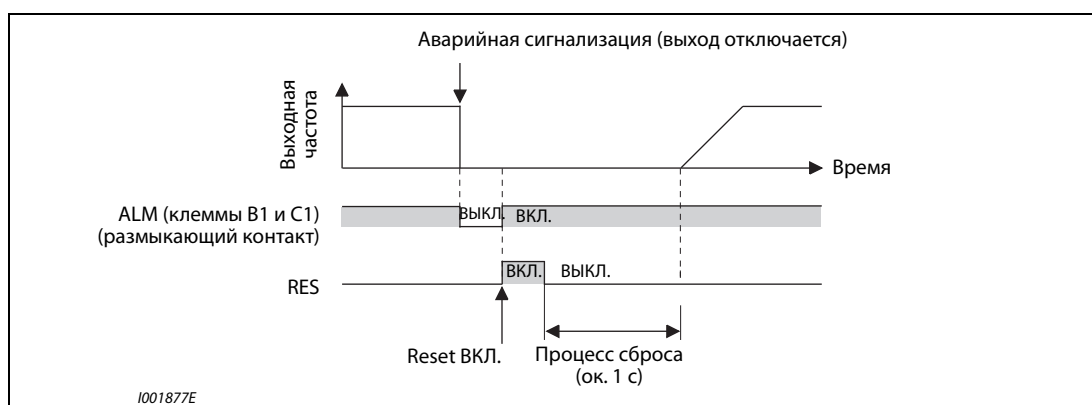 Аварийная сигнализация (выход отключается)
Выходная
частота
Время
ALM (клеммы B1 и C1)
(размыкающий контакт)
ВЫКЛ.
ВКЛ.
RES
ВКЛ.
ВЫКЛ.
Reset ВКЛ.
Процесс сброса
(ок. 1 с)
I001877E